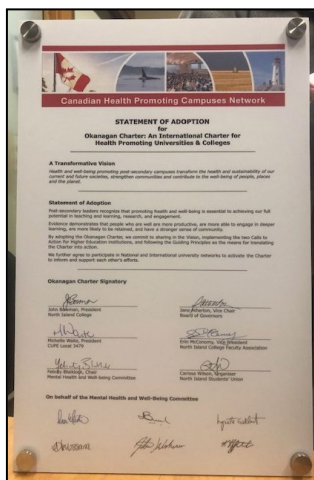 Canadian Health Promoting Campuses Network
STATEMENT OF ADOPTION
for
Okanagan Charter: An International Charter for
Health Promoting Universities & Colleges
A Transformative Vision
Health and well-being promoting post-secondary campuses transform the health and sustainability of our
current and future societies, strengthen communities and contribute to the well-being of people, places
and the planet.
Statement of Adoption
Post-secondary leaders recognize that promoting health and well-being is essential to achieving our full
potential in teaching and learning, research, and engagement.
Evidence demonstrates that people who are well are more productive, are more able to engage in deeper
learning, are more likely to be retained, and have a stronger sense of community.
By adopting the Okanagan Charter, we commit to sharing in the Vision, implementing the two Calls to
Action for Higher Education Institutions, and following the Guiding Principles as the means for translating
the Charter into action.
We further agree to participate in National and International university networks to activate the Charter
to inform and support each other's efforts.
Okanagan Charter Signatory
John Bowman, President
North Island College
Jane Atherton, Vice Chair
Board of Governors
Michelle Waite, President
CUPE Local 3479
Erin McConomy, Vice President
North Island College Faculty Association
Felicity Blaiklock, Chair
Mental Health and Well-being Committee
Carissa Wilson, Organizer
North Island Students' Union
On behalf of the Mental Health and Well-Being Committee